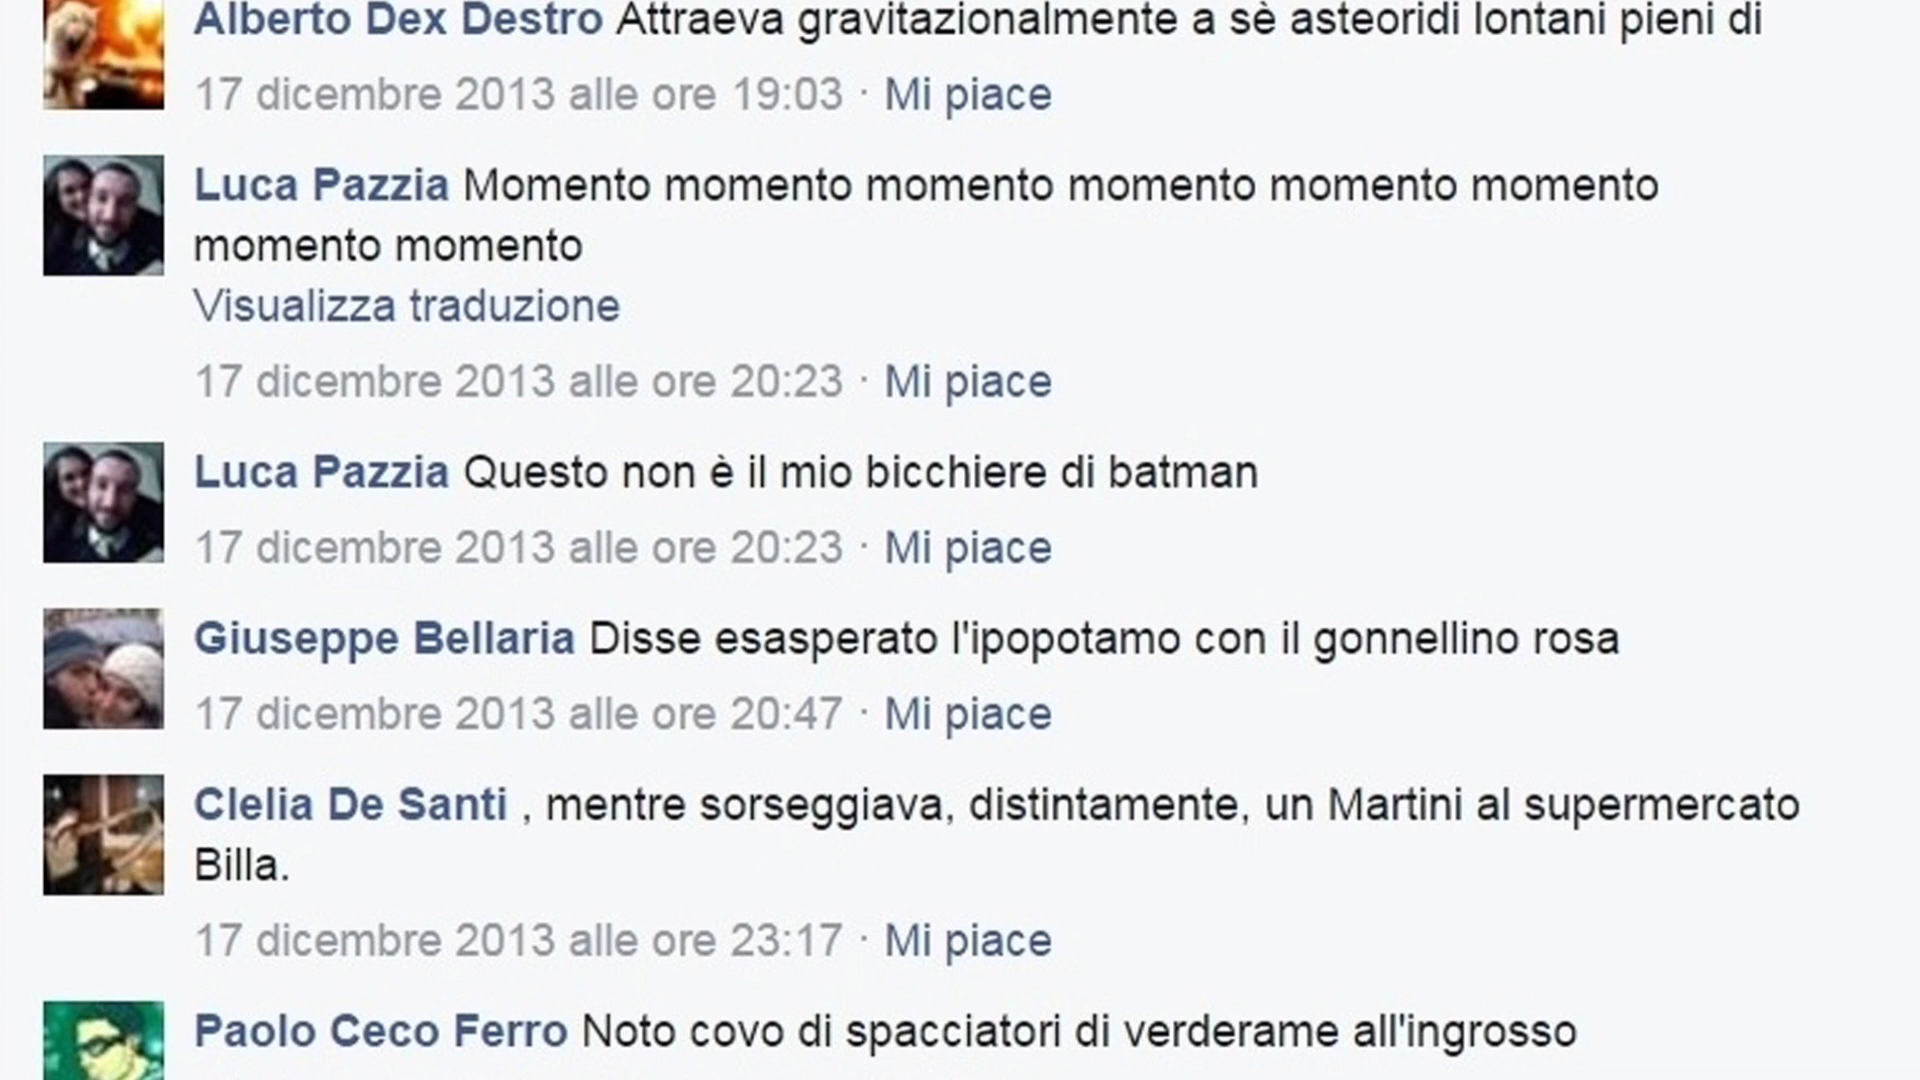 Alberto Dex Destro Attraeva gravitazionalmente a sè asteoridi lontani pieni di
17 dicembre 2013 alle ore 19:03 · Mi piace
Luca Pazzia Momento momento momento momento momento momento
momento momento
Visualizza traduzione
17 dicembre 2013 alle ore 20:23 · Mi piace
Luca Pazzia Questo non è il mio bicchiere di batman
17 dicembre 2013 alle ore 20:23 · Mi piace
Giuseppe Bellaria Disse esasperato l'ipopotamo con il gonnellino rosa
17 dicembre 2013 alle ore 20:47 · Mi piace
Clelia De Santi , mentre sorseggiava, distintamente, un Martini al supermercato
Billa.
17 dicembre 2013 alle ore 23:17 · Mi piace
Paolo Ceco Ferro Noto covo di spacciatori di verderame all'ingrosso